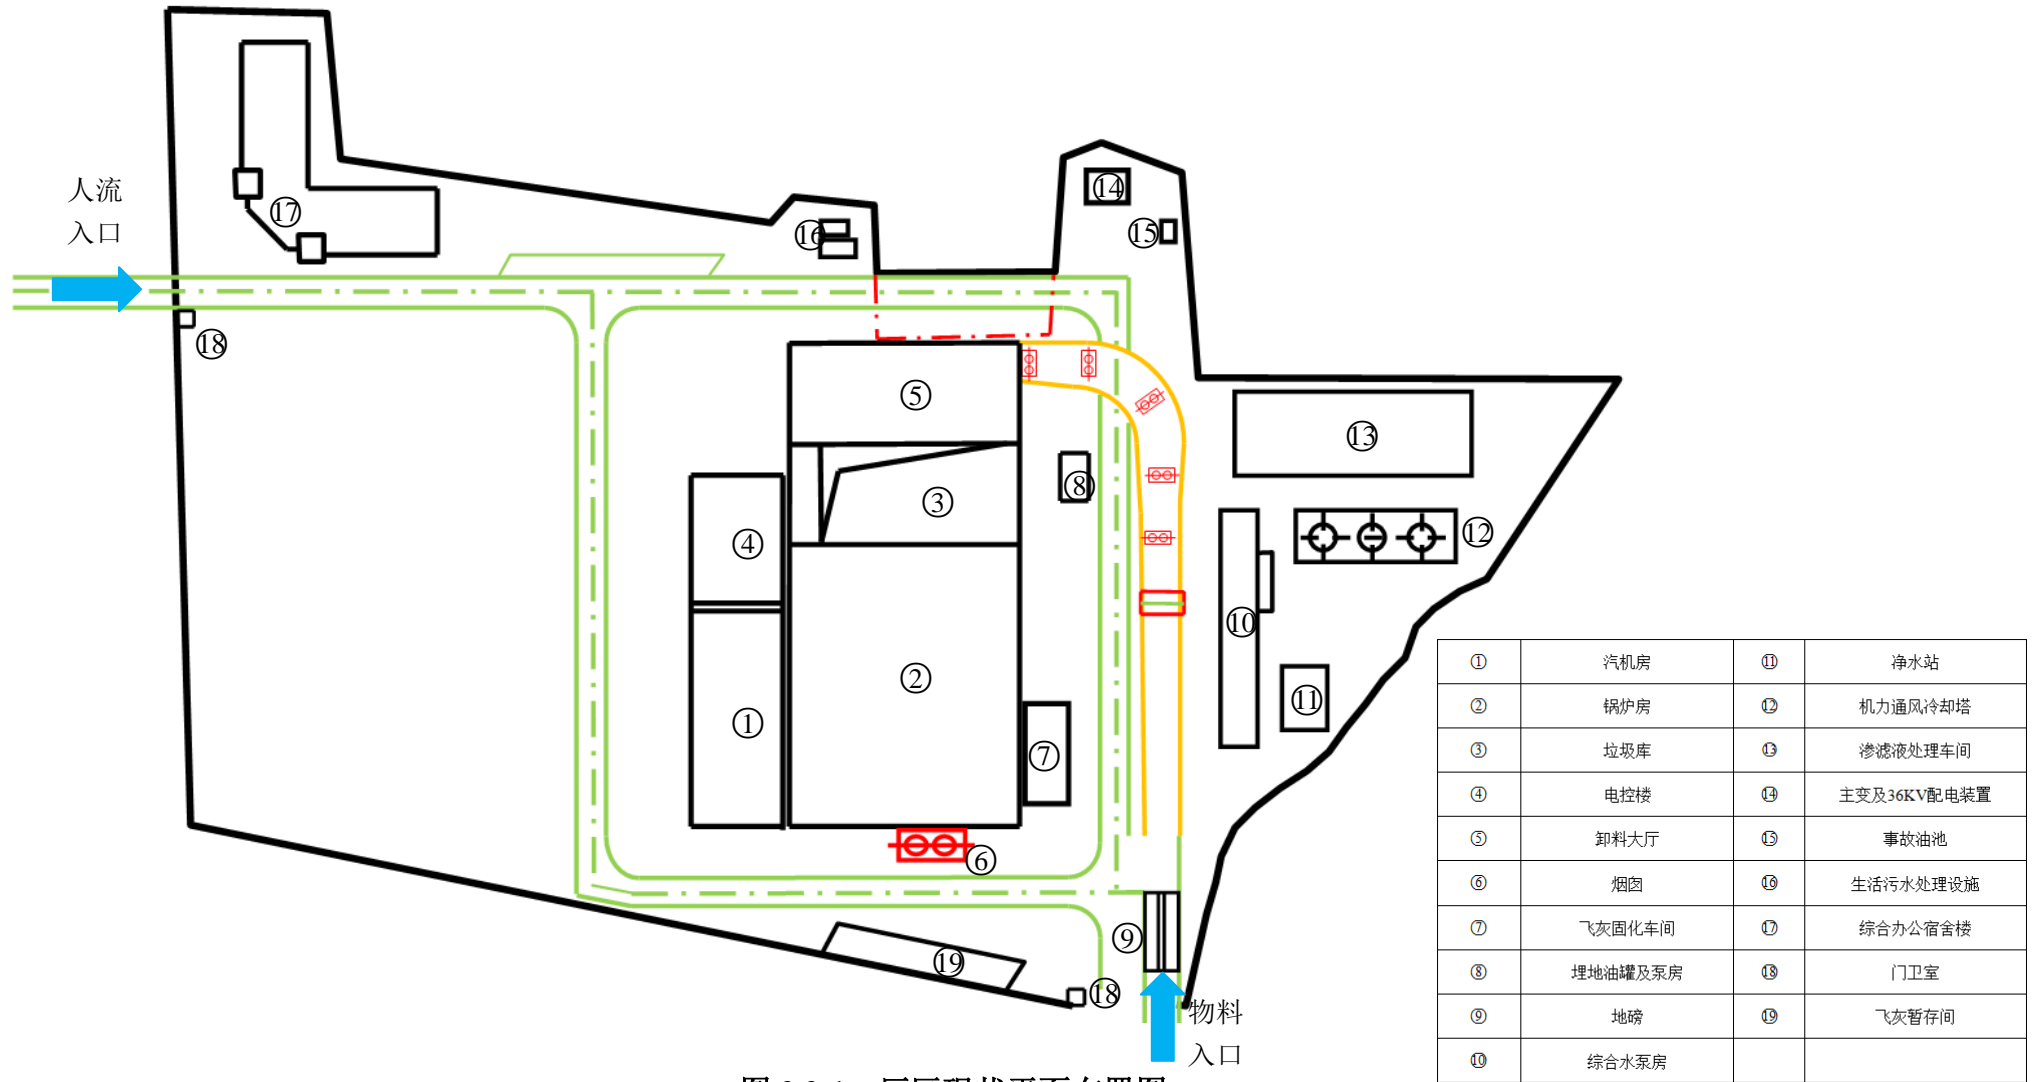 人流
入口
⑰
⑯
⑭
⑮
⑱
⑤
⑬
③
⑧
④
⑫
⑩
②
⑪
①
⑦
⑥
⑨
⑲
⑱
物料
入口
① 汽机房 ⑪ 净水站
② 锅炉房 ⑫ 机力通风冷却塔
③ 垃圾库 ⑬ 渗滤液处理车间
④ 电控楼 ⑭ 主变及36KV配电装置
⑤ 卸料大厅 ⑮ 事故油池
⑥ 烟囱 ⑯ 生活污水处理设施
⑦ 飞灰固化车间 ⑰ 综合办公宿舍楼
⑧ 埋地油罐及泵房 ⑱ 门卫室
⑨ 地磅 ⑲ 飞灰暂存间
⑩ 综合水泵房